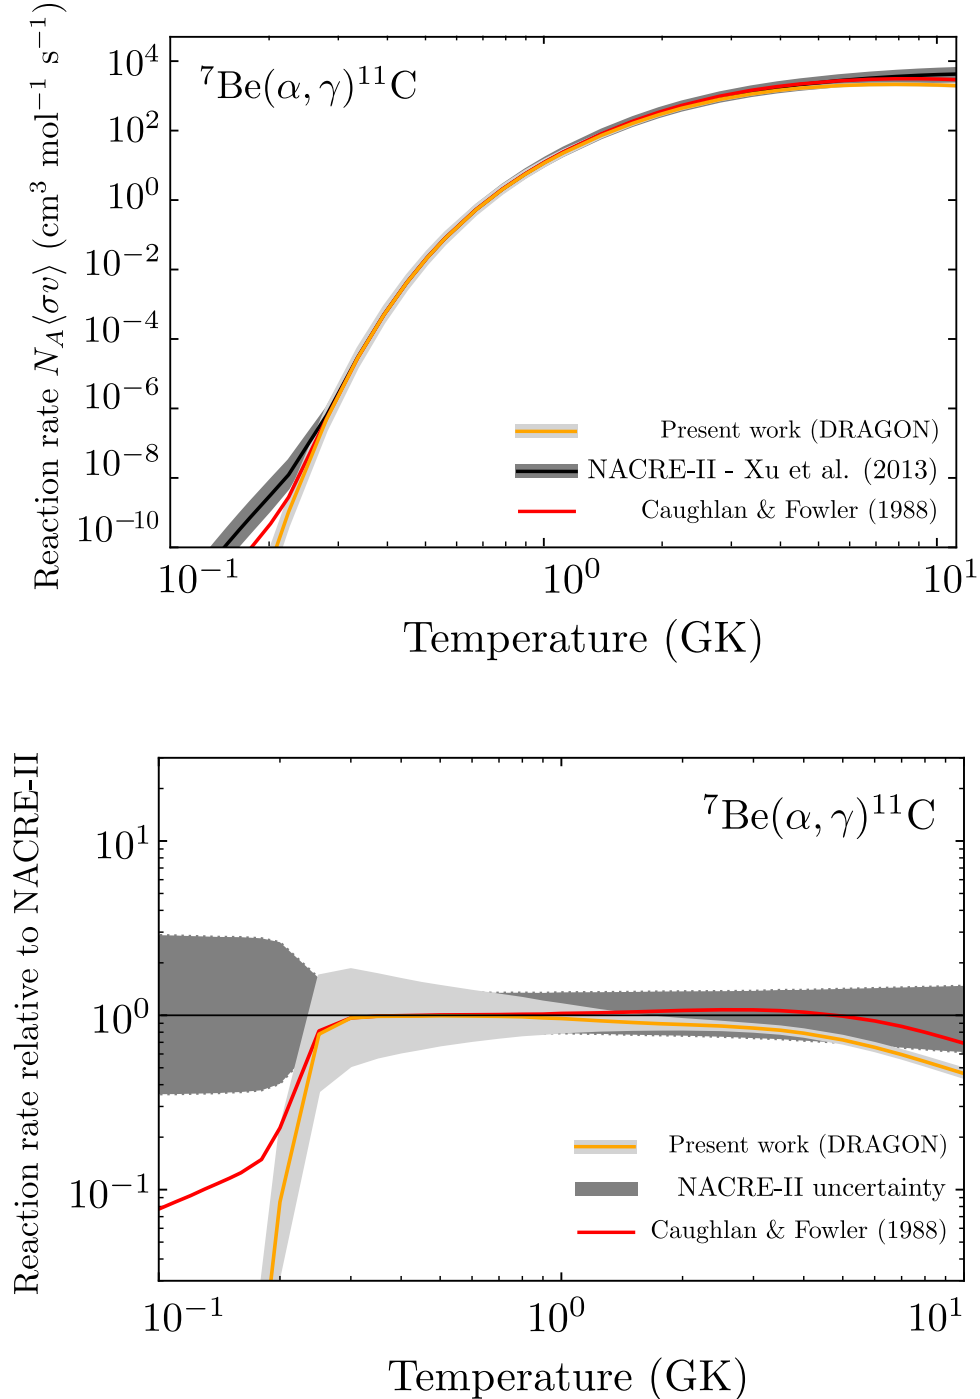 Reaction rate N_A⟨σv⟩ (cm³ mol⁻¹ s⁻¹)
⁷Be(α, γ)¹¹C
10⁴
10²
10⁰
10⁻²
10⁻⁴
10⁻⁶
10⁻⁸
10⁻¹⁰
Present work (DRAGON)
NACRE-II - Xu et al. (2013)
Caughlan & Fowler (1988)
10⁻¹ 10⁰ 10¹
Temperature (GK)
Reaction rate relative to NACRE-II
⁷Be(α, γ)¹¹C
10¹
10⁰
10⁻¹
Present work (DRAGON)
NACRE-II uncertainty
Caughlan & Fowler (1988)
10⁻¹ 10⁰ 10¹
Temperature (GK)